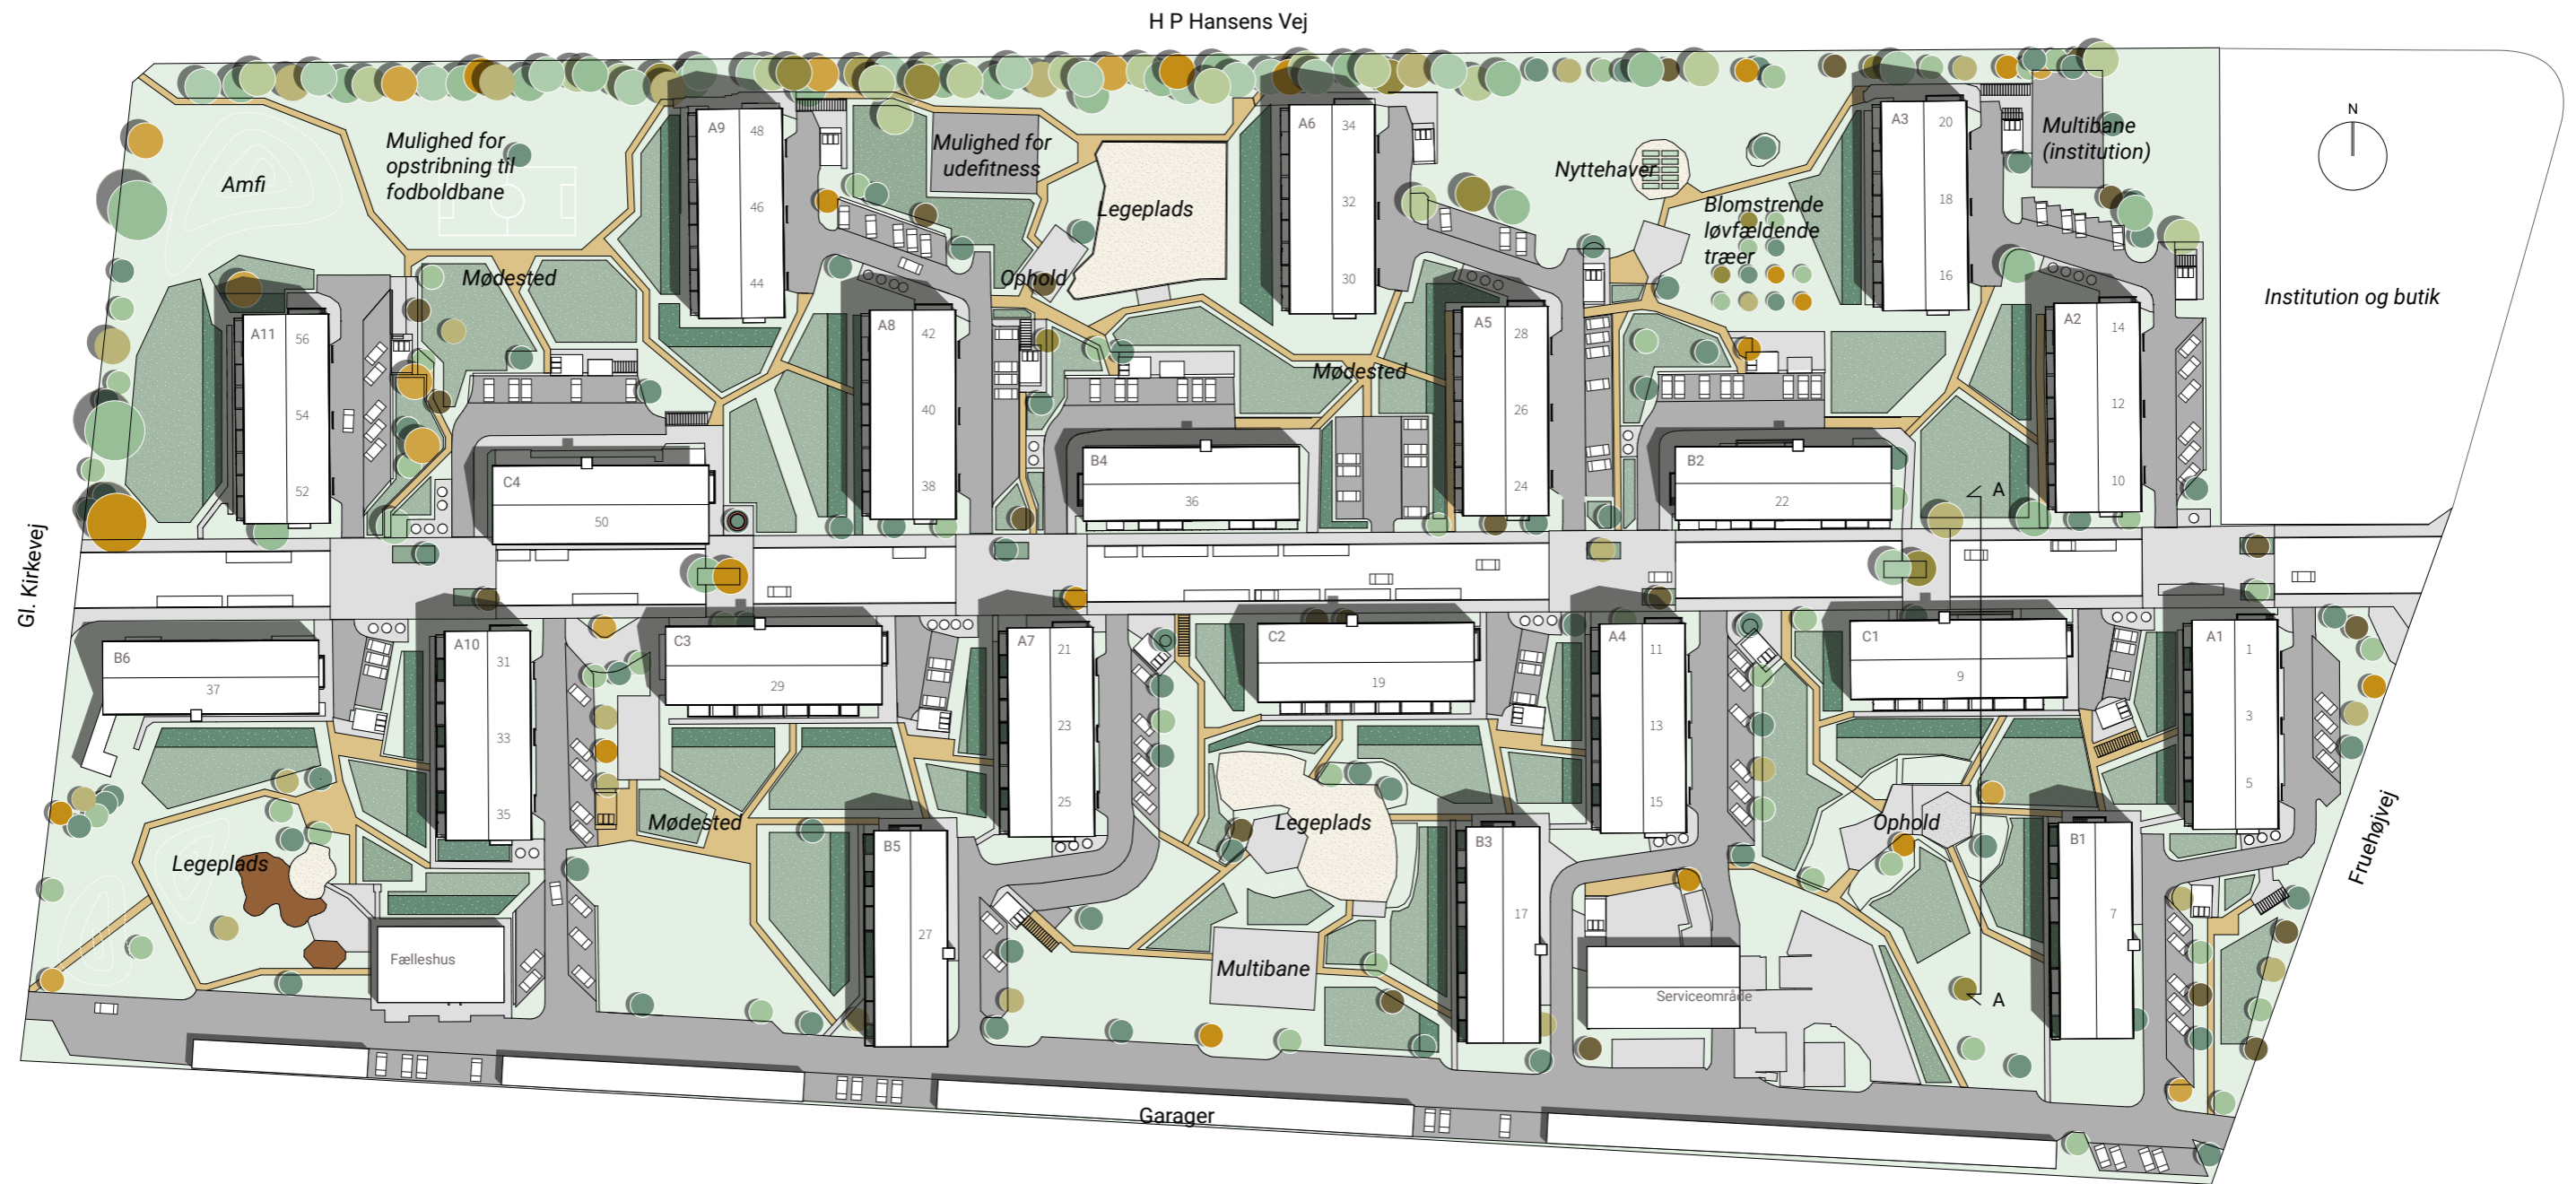 H P Hansens Vej
N
A9
48
46
44
A6
34
32
30
A3
20
18
16
Mulighed for
opstribning til
fodboldbane
Amfi
Mulighed for
udefitness
Legeplads
Nyttehaver
Blomstrende
løvfældende
træer
Multibane
(institution)
Institution og butik
Mødested
Ophold
Mødested
A11
56
54
52
A8
42
40
38
A5
28
26
24
A2
14
12
10
C4
50
B4
36
B2
22
A
Gl. Kirkevej
B6
37
A10
31
33
35
C3
29
A7
21
23
25
C2
19
A4
11
13
15
C1
9
A1
1
3
5
Mødested
Legeplads
Ophold
Fruehøjvej
Legeplads
B5
27
B3
17
B1
7
Fælleshus
Multibane
Serviceområde
A
Garager